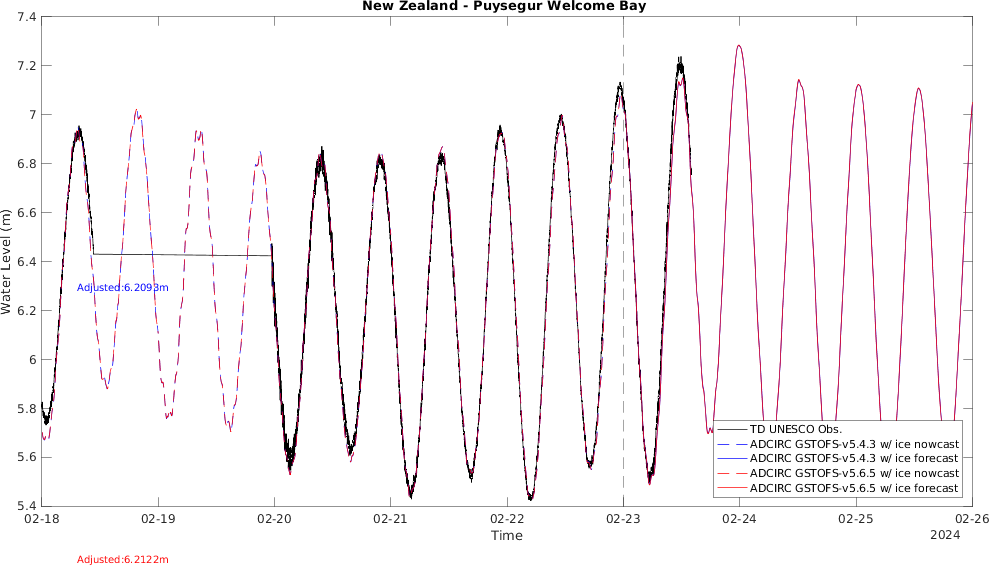 New Zealand - Puysegur Welcome Bay
7.4
7.2
7
6.8
6.6
6.4
6.2
6
5.8
5.6
5.4
Water Level (m)
Adjusted:6.2093m
TD UNESCO Obs.
ADCIRC GSTOFS-v5.4.3 w/ ice nowcast
ADCIRC GSTOFS-v5.4.3 w/ ice forecast
ADCIRC GSTOFS-v5.6.5 w/ ice nowcast
ADCIRC GSTOFS-v5.6.5 w/ ice forecast
02-18 02-19 02-20 02-21 02-22 02-23 02-24 02-25 02-26
Time
2024
Adjusted:6.2122m